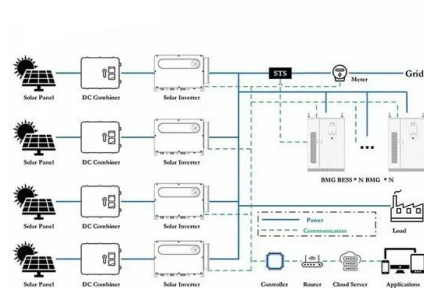 STS
Meter
Grid
Solar Panel DC Combiner Solar Inverter
Solar Panel DC Combiner Solar Inverter
BMG BESS * N BMG * N
Solar Panel DC Combiner Solar Inverter
Power
Communication
Load
Solar Panel DC Combiner Solar Inverter
Controller Router Cloud Server Applications